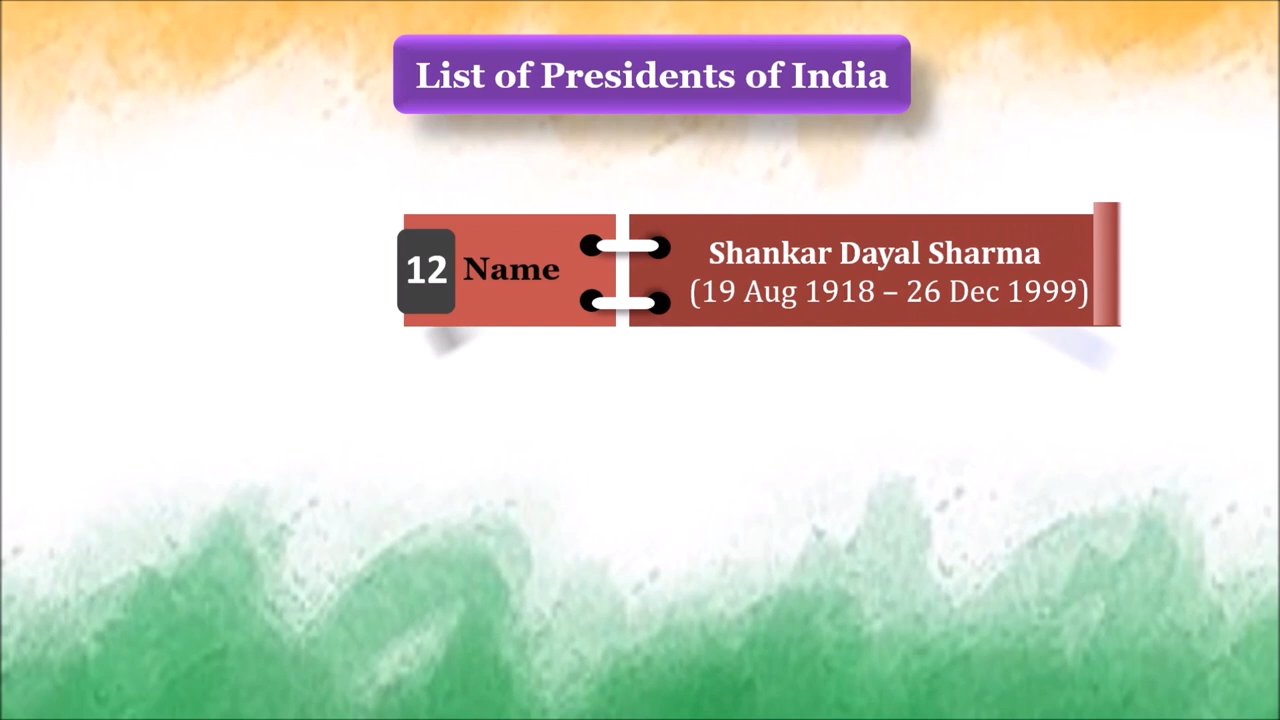 List of Presidents of India
12 Name
Shankar Dayal Sharma
(19 Aug 1918 – 26 Dec 1999)